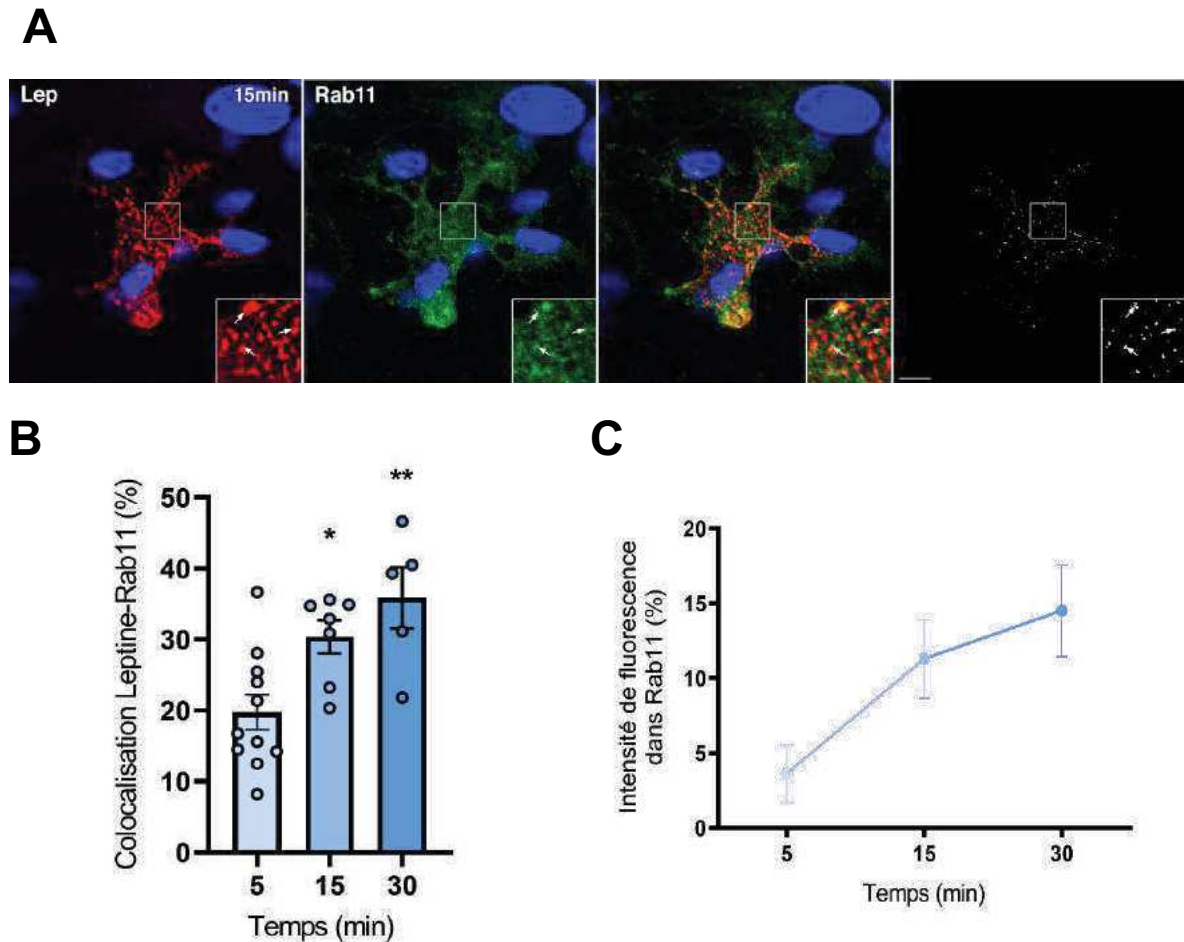 A
Lep 15min Rab11
B
C
Colocalisation Leptine-Rab11 (%)
50
40
30
20
10
0
*
**
5 15 30
Temps (min)
Intensité de fluorescence
dans Rab11 (%)
20
15
10
5
0
5 15 30
Temps (min)